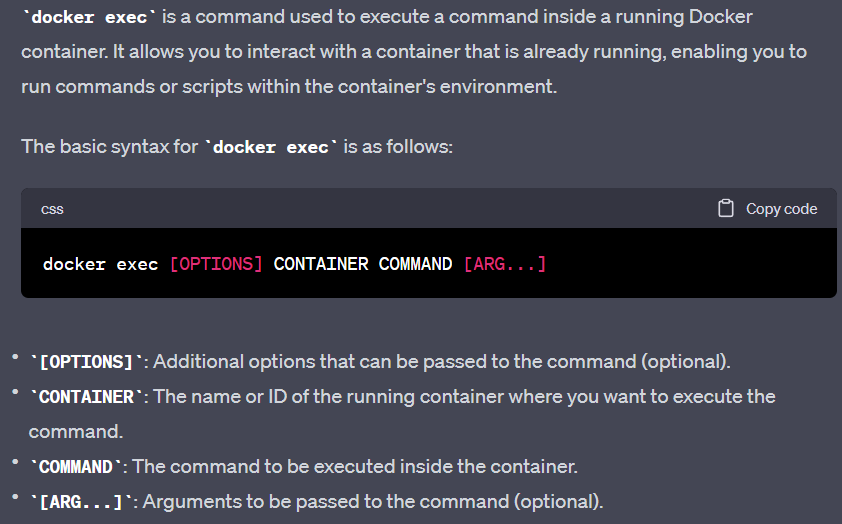 `docker exec` is a command used to execute a command inside a running Docker
container. It allows you to interact with a container that is already running, enabling you to
run commands or scripts within the container's environment.
The basic syntax for `docker exec` is as follows:
css
Copy code
docker exec [OPTIONS] CONTAINER COMMAND [ARG...]
• `[OPTIONS]`: Additional options that can be passed to the command (optional).
• `CONTAINER`: The name or ID of the running container where you want to execute the
command.
• `COMMAND`: The command to be executed inside the container.
• `[ARG...]`: Arguments to be passed to the command (optional).